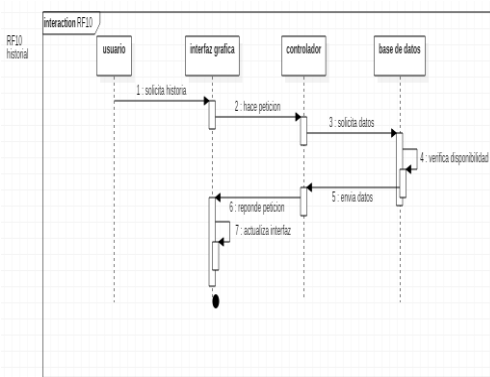 interaction RF10
RF10
historial
usuario
interfaz grafica
controlador
base de datos
1 : solicita historia
2 : hace peticion
3 : solicita datos
4 : verifica disponibilidad
5 : envia datos
6 : reponde peticion
7 : actualiza interfaz